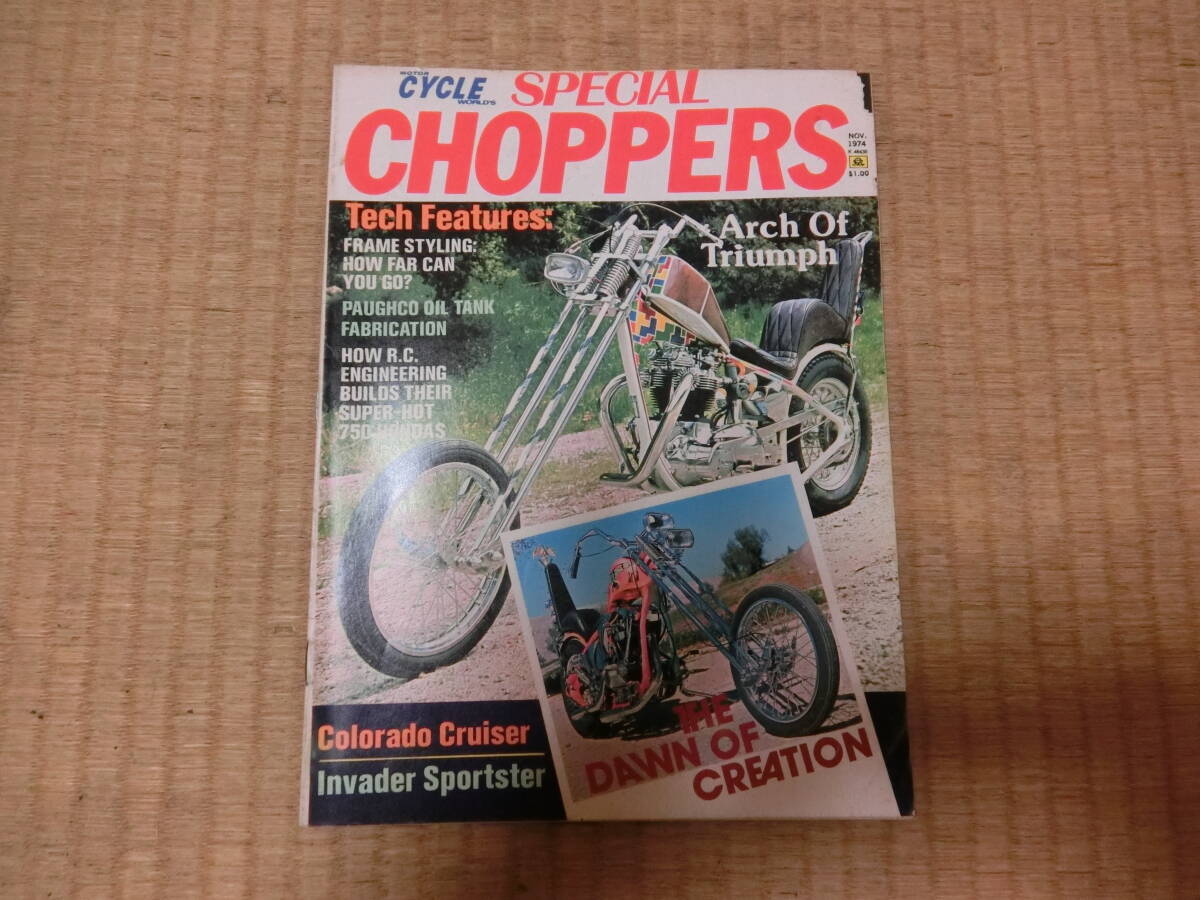 MOTOR
CYCLE
WORLD'S
SPECIAL
CHOPPERS
NOV.
1974
$1.00
Tech Features:
FRAME STYLING:
HOW FAR CAN
YOU GO?
PAUGHCO OIL TANK
FABRICATION
HOW R.C.
ENGINEERING
BUILDS THEIR
SUPER-HOT
750 HONDAS
Arch Of
Triumph
Colorado Cruiser
Invader Sportster
THE
DAWN OF
CREATION